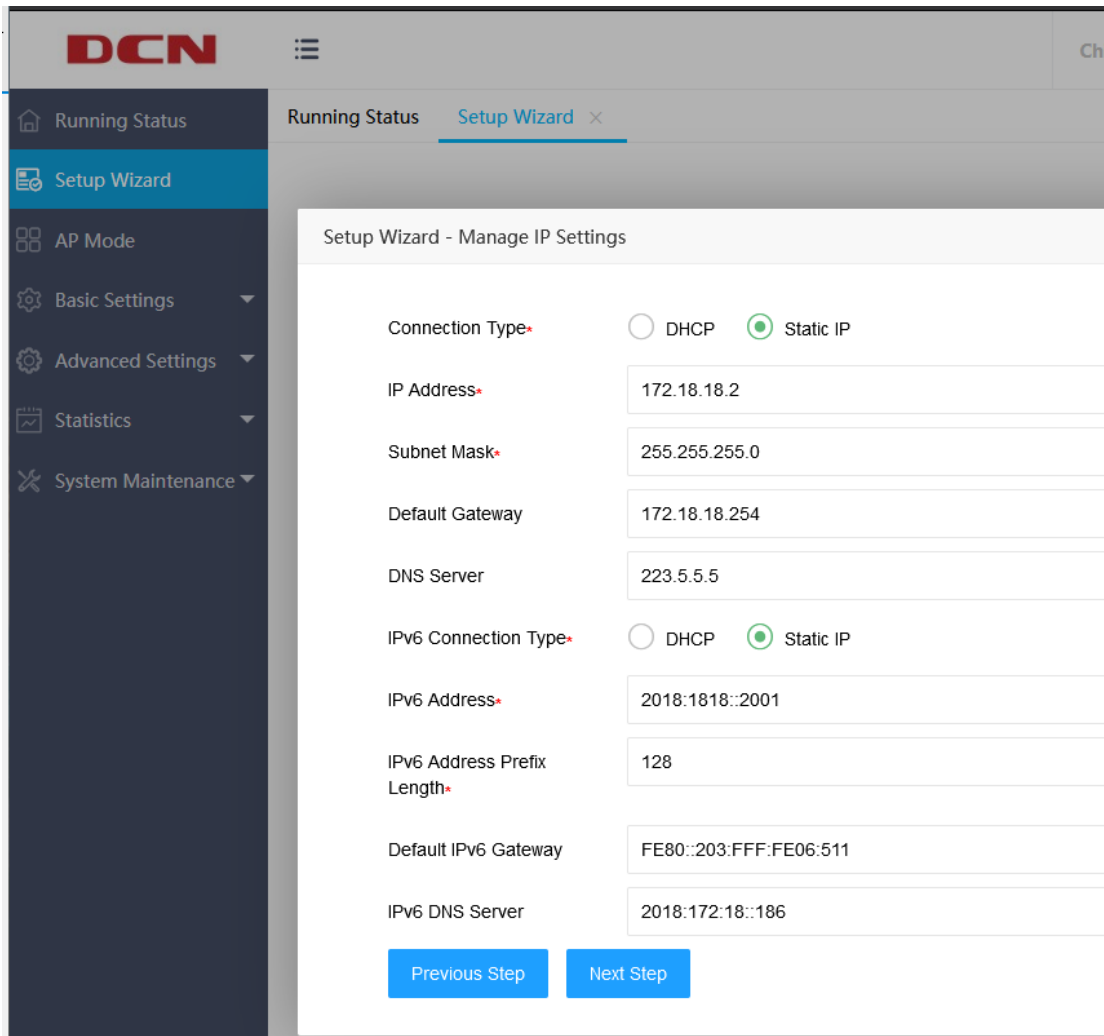 DCN
Ch
Running Status
Setup Wizard
AP Mode
Basic Settings
Advanced Settings
Statistics
System Maintenance
Running Status Setup Wizard ×
Setup Wizard - Manage IP Settings
Connection Type* DHCP Static IP
IP Address* 172.18.18.2
Subnet Mask* 255.255.255.0
Default Gateway 172.18.18.254
DNS Server 223.5.5.5
IPv6 Connection Type* DHCP Static IP
IPv6 Address* 2018:1818::2001
IPv6 Address Prefix
Length* 128
Default IPv6 Gateway FE80::203:FFF:FE06:511
IPv6 DNS Server 2018:172:18::186
Previous Step Next Step